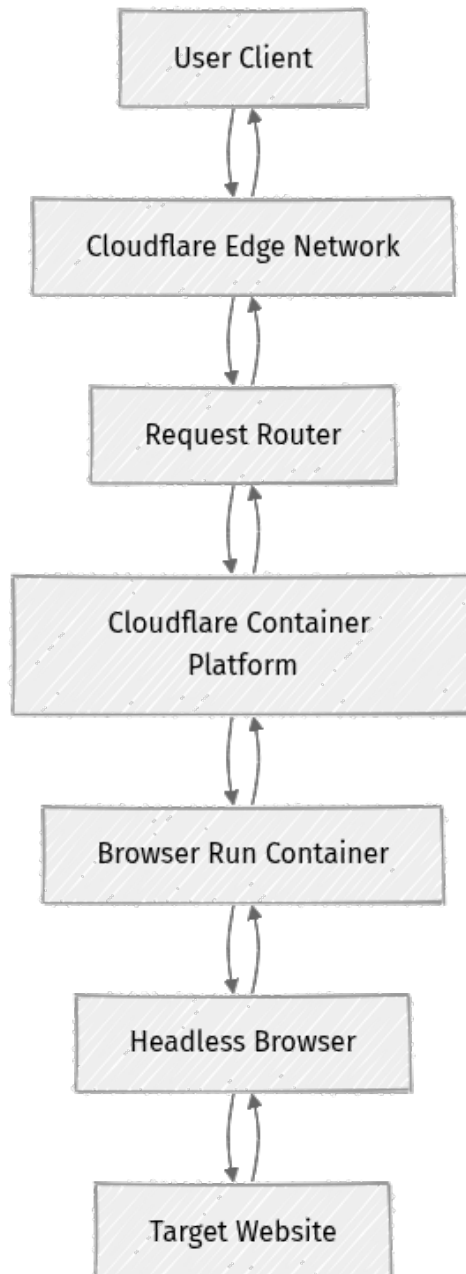 User Client
Cloudflare Edge Network
Request Router
Cloudflare Container
Platform
Browser Run Container
Headless Browser
Target Website